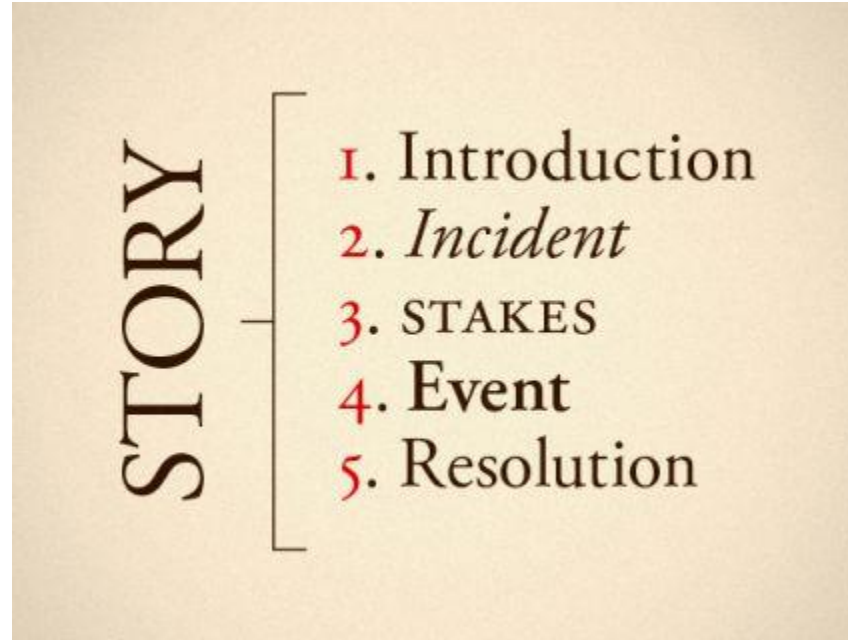 STORY
1. Introduction
2. Incident
3. STAKES
4. Event
5. Resolution